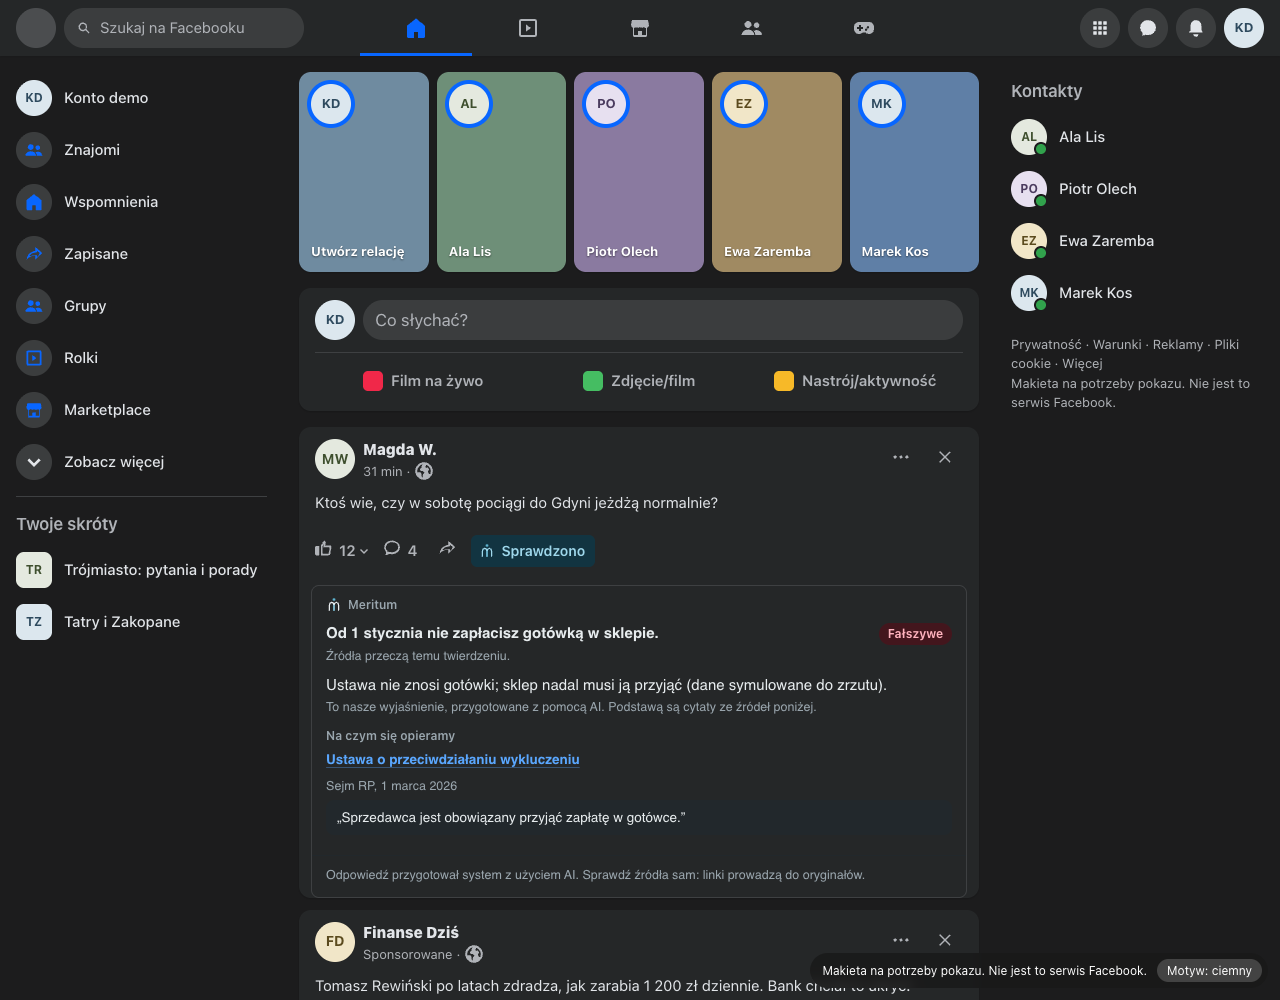 Szukaj na Facebooku
KD
KD Konto demo
Znajomi
Wspomnienia
Zapisane
Grupy
Rolki
Marketplace
Zobacz więcej
Twoje skróty
TR Trójmiasto: pytania i porady
TZ Tatry i Zakopane
KD
Utwórz relację
AL
Ala Lis
PO
Piotr Olech
EZ
Ewa Zaremba
MK
Marek Kos
KD Co słychać?
Film na żywo
Zdjęcie/film
Nastrój/aktywność
MW Magda W.
31 min ·
Ktoś wie, czy w sobotę pociągi do Gdyni jeżdżą normalnie?
12 4 Sprawdzono
Meritum
Od 1 stycznia nie zapłacisz gotówką w sklepie. Fałszywe
Źródła przeczą temu twierdzeniu.
Ustawa nie znosi gotówki; sklep nadal musi ją przyjąć (dane symulowane do zrzutu).
To nasze wyjaśnienie, przygotowane z pomocą AI. Podstawą są cytaty ze źródeł poniżej.
Na czym się opieramy
Ustawa o przeciwdziałaniu wykluczeniu
Sejm RP, 1 marca 2026
„Sprzedawca jest obowiązany przyjąć zapłatę w gotówce.”
Odpowiedź przygotował system z użyciem AI. Sprawdź źródła sam: linki prowadzą do oryginałów.
FD Finanse Dziś
Sponsorowane ·
Tomasz Rewiński po latach zdradza, jak zarabia 1 200 zł dziennie. Bank
Kontakty
AL Ala Lis
PO Piotr Olech
EZ Ewa Zaremba
MK Marek Kos
Prywatność · Warunki · Reklamy · Pliki
cookie · Więcej
Makieta na potrzeby pokazu. Nie jest to
serwis Facebook.
Makieta na potrzeby pokazu. Nie jest to serwis Facebook. Motyw: ciemny